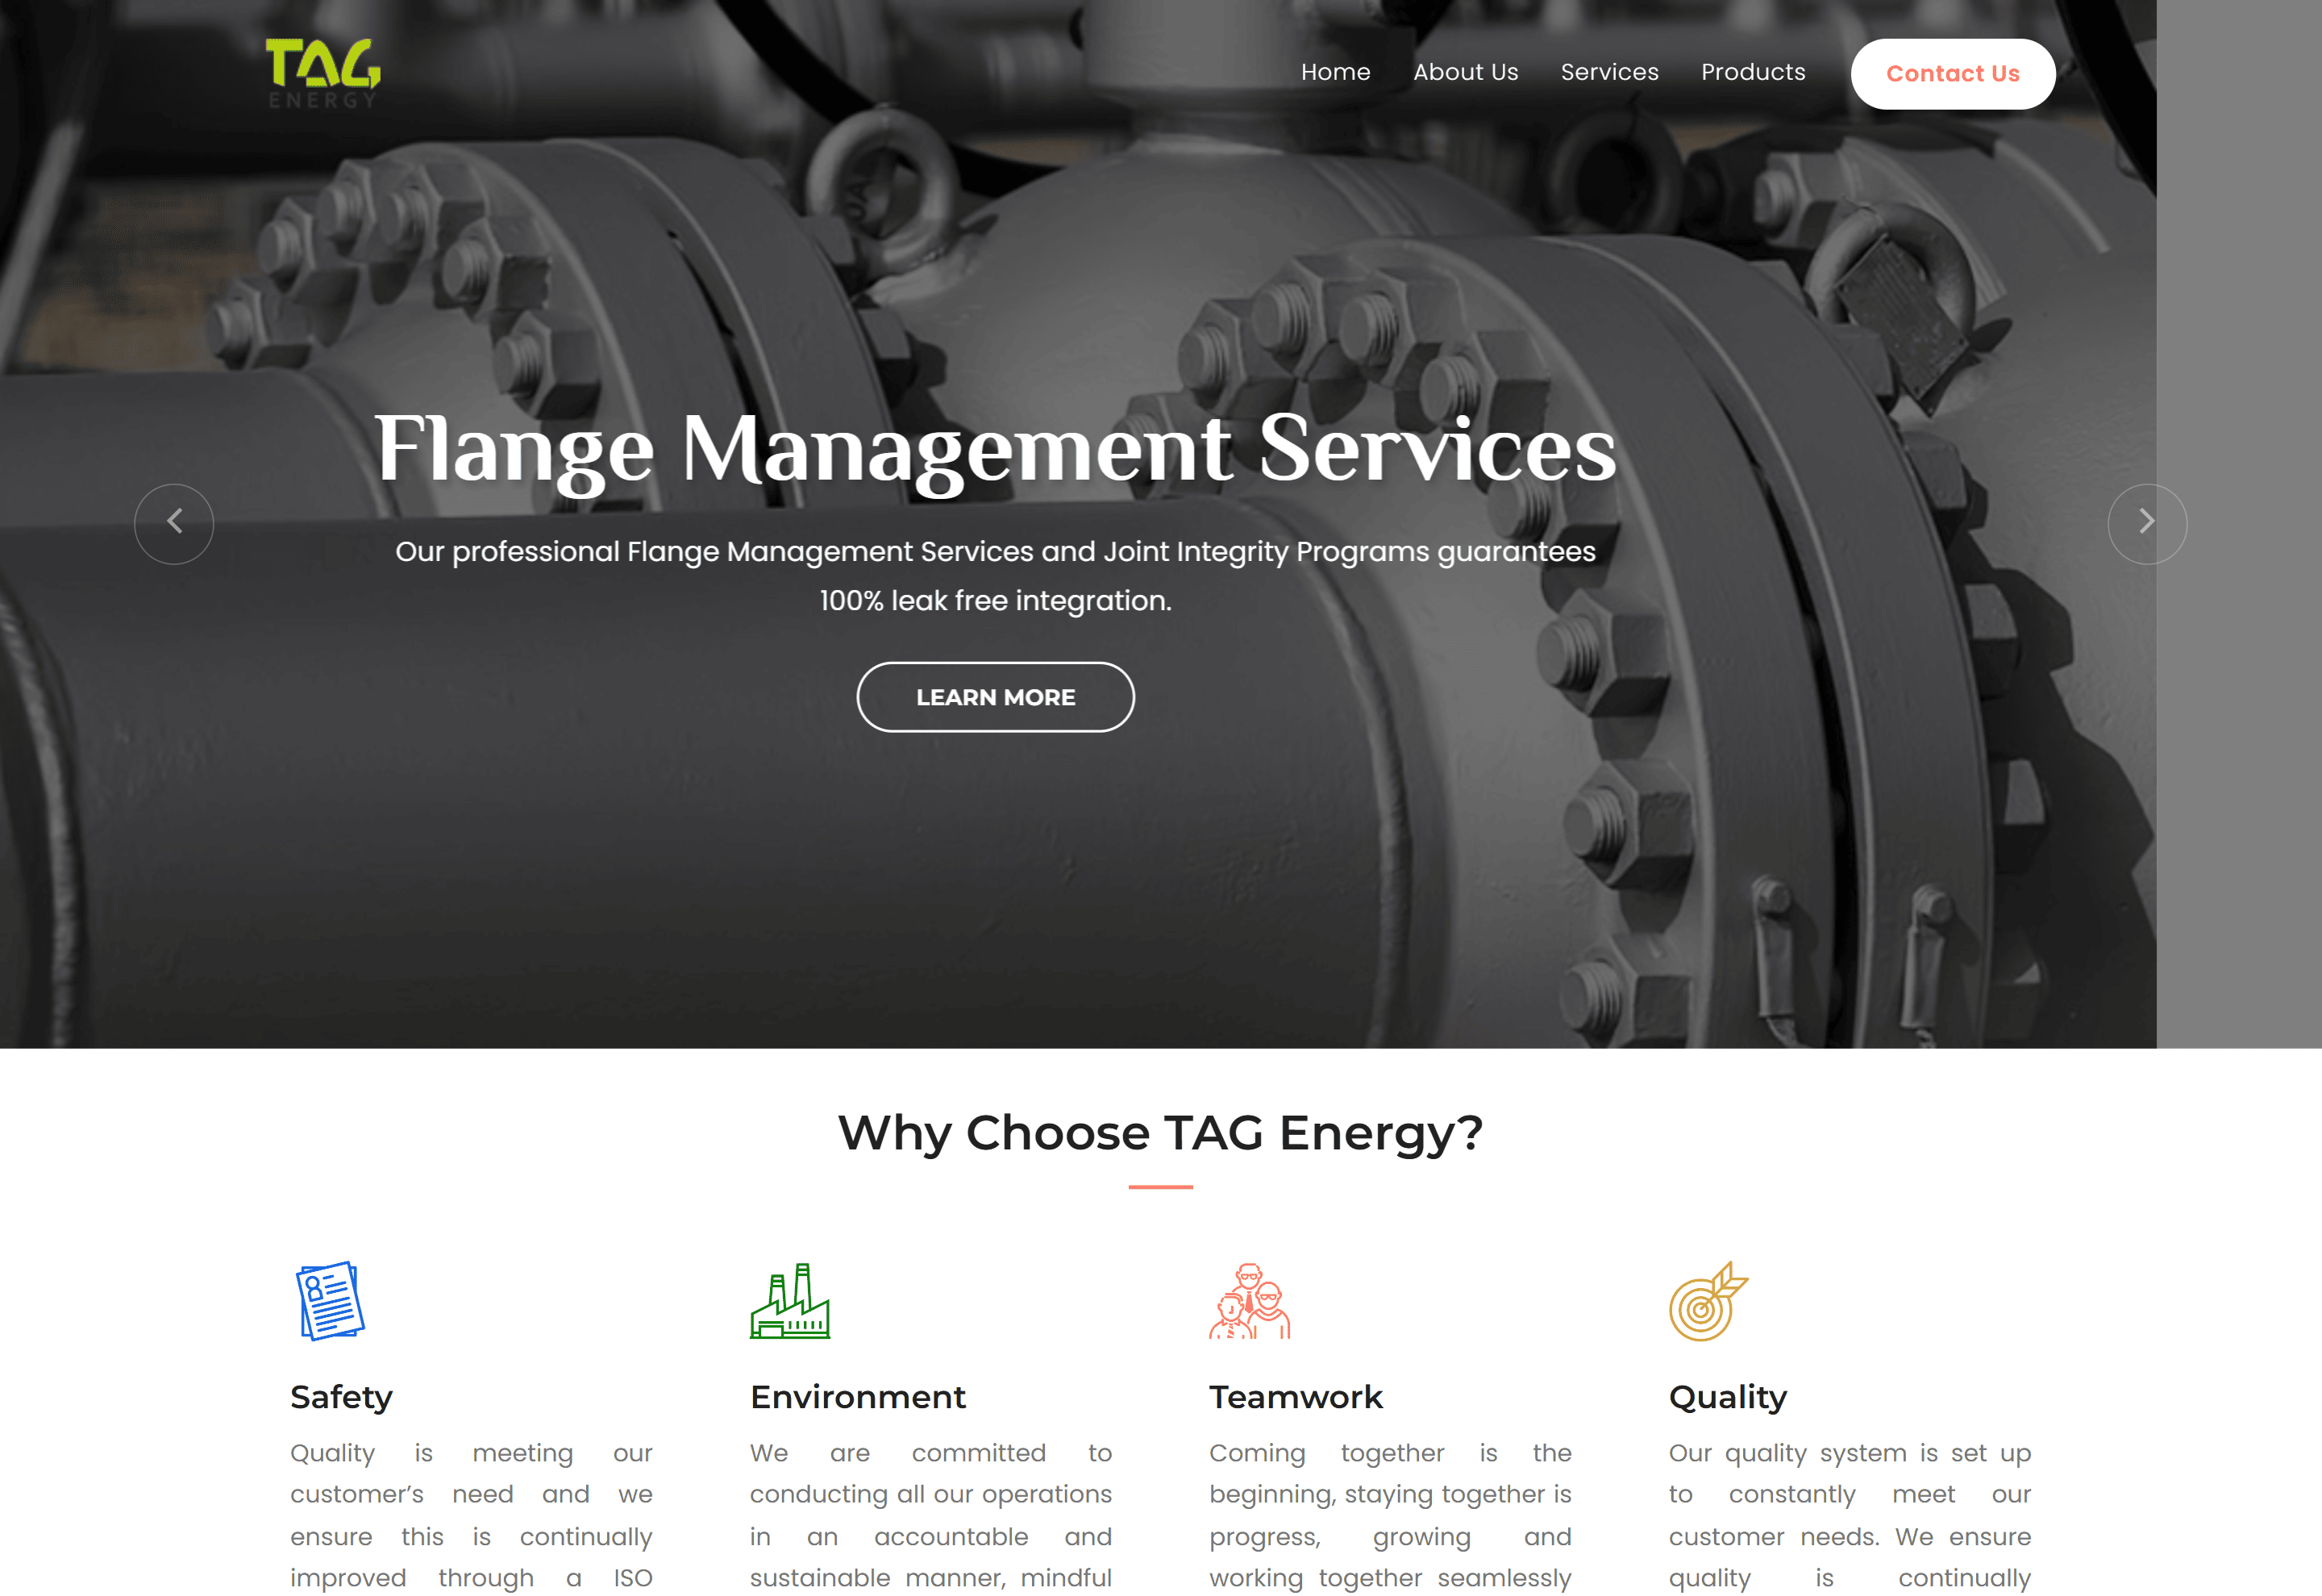 TAG
ENERGY
Home About Us Services Products Contact Us
Flange Management Services
Our professional Flange Management Services and Joint Integrity Programs guarantees
100% leak free integration.
LEARN MORE
Why Choose TAG Energy?
Safety
Quality is meeting our
customer’s need and we
ensure this is continually
improved through a ISO
Environment
We are committed to
conducting all our operations
in an accountable and
sustainable manner, mindful
Teamwork
Coming together is the
beginning, staying together is
progress, growing and
working together seamlessly
Quality
Our quality system is set up
to constantly meet our
customer needs. We ensure
quality is continually